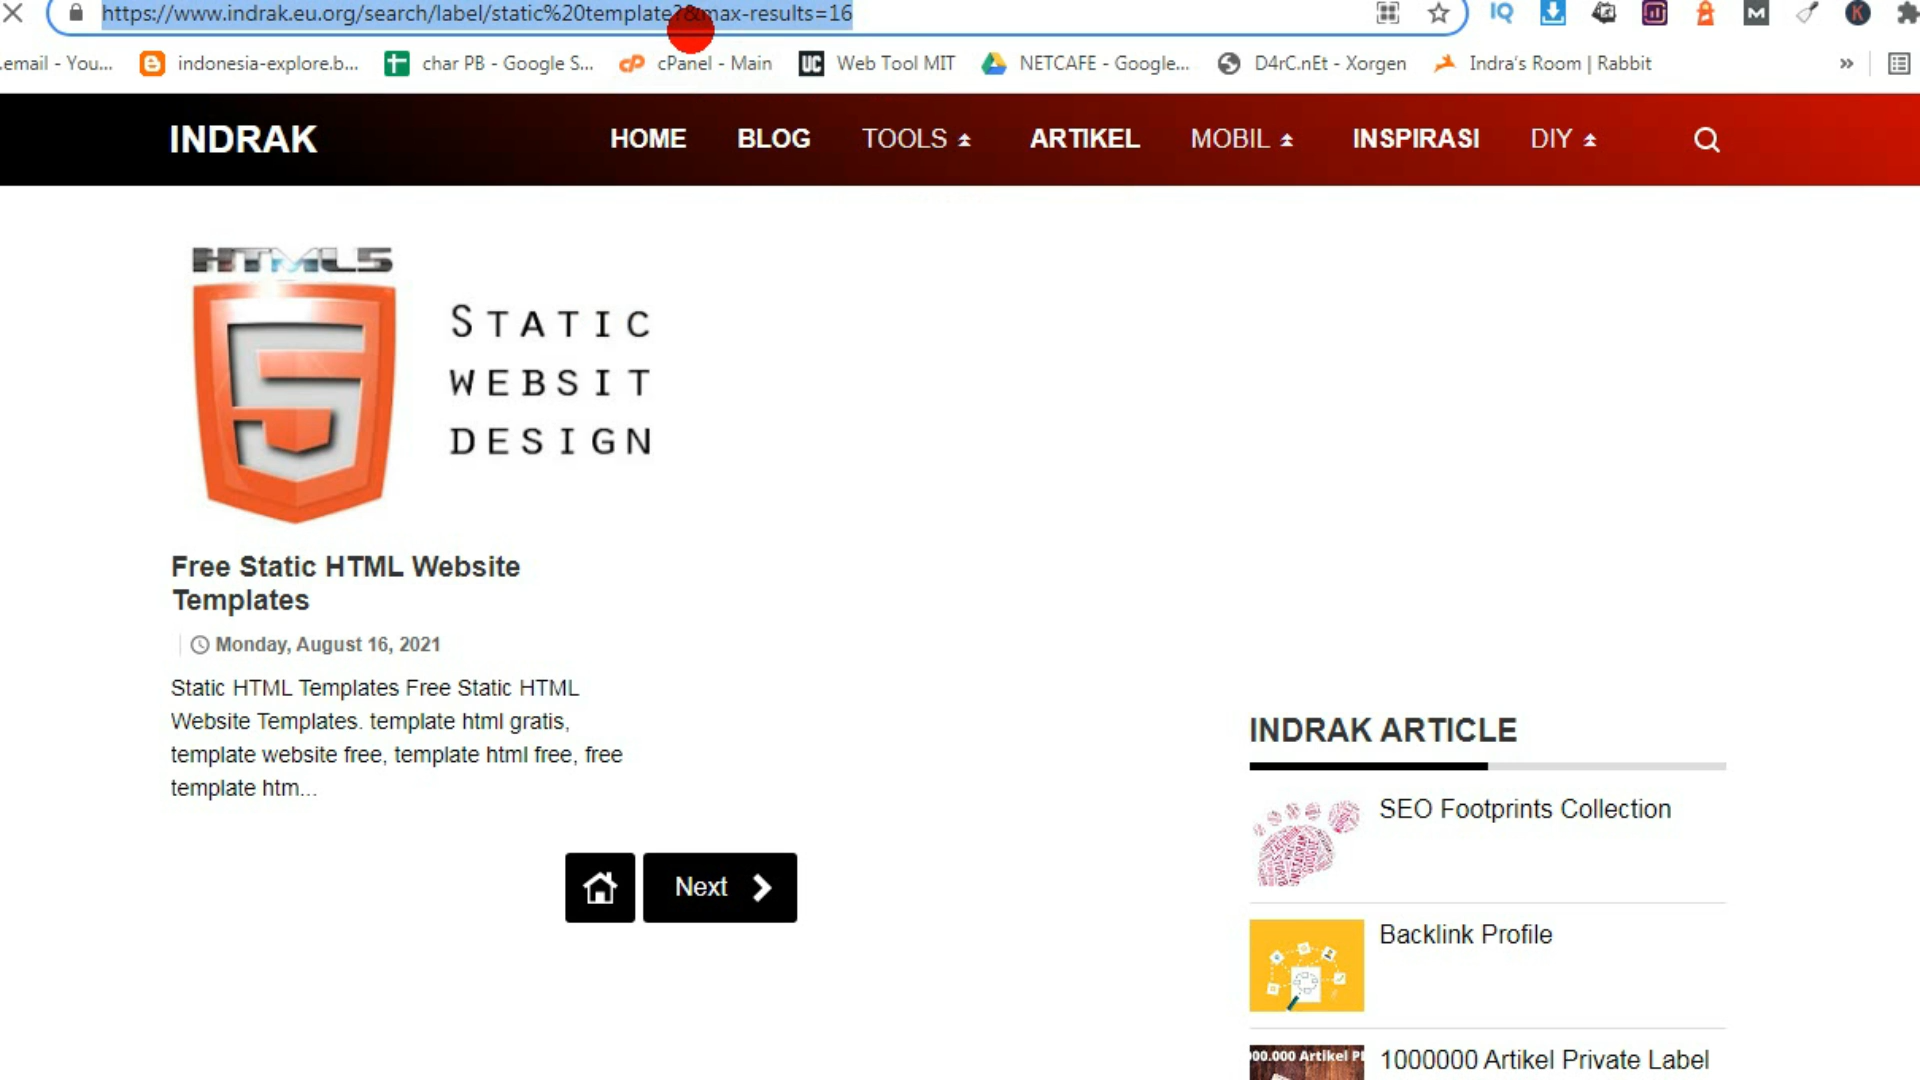 https://www.indrak.eu.org/search/label/static%20template?&max-results=16
.email - You...
indonesia-explore.b...
char PB - Google S...
cPanel - Main
UC
Web Tool MIT
NETCAFE - Google...
D4rC.nEt - Xorgen
Indra's Room | Rabbit
INDRAK
HOME
BLOG
TOOLS
ARTIKEL
MOBIL
INSPIRASI
DIY
HTML5
STATIC
WEBSIT
DESIGN
Free Static HTML Website
Templates
Monday, August 16, 2021
Static HTML Templates Free Static HTML
Website Templates. template html gratis,
template website free, template html free, free
template htm...
Next
INDRAK ARTICLE
SEO Footprints Collection
Backlink Profile
00.000 Artikel Pl
1000000 Artikel Private Label